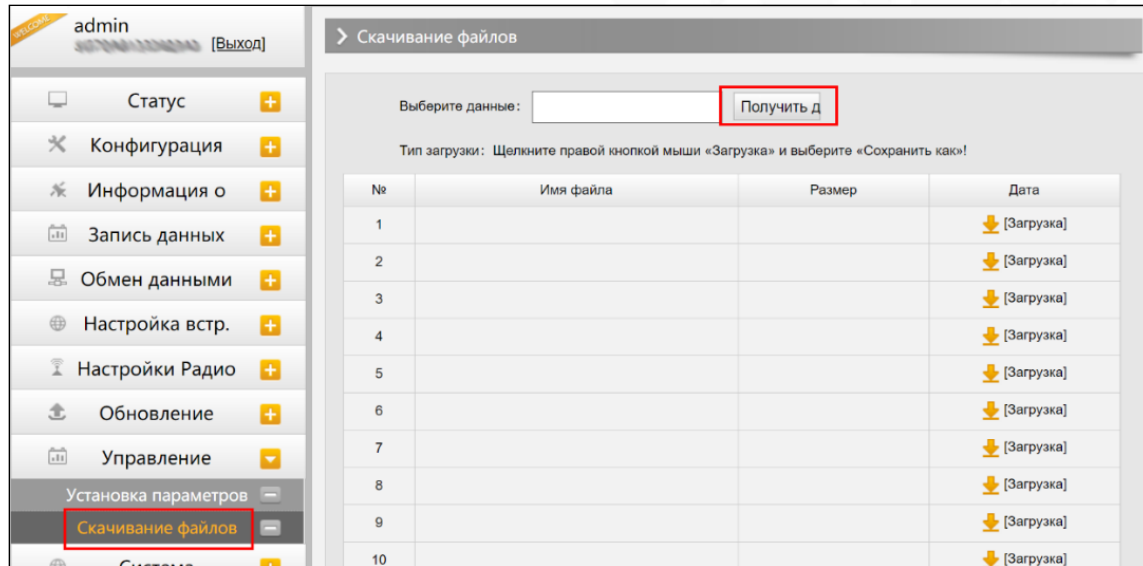 WELCOME
admin
[Выход]
Статус
Конфигурация
Информация о
Запись данных
Обмен данными
Настройка встр.
Настройки Радио
Обновление
Управление
Установка параметров
Скачивание файлов
Система
Скачивание файлов
Выберите данные:
Получить д
Тип загрузки: Щелкните правой кнопкой мыши «Загрузка» и выберите «Сохранить как»!
№ Имя файла Размер Дата
1 [Загрузка]
2 [Загрузка]
3 [Загрузка]
4 [Загрузка]
5 [Загрузка]
6 [Загрузка]
7 [Загрузка]
8 [Загрузка]
9 [Загрузка]
10 [Загрузка]